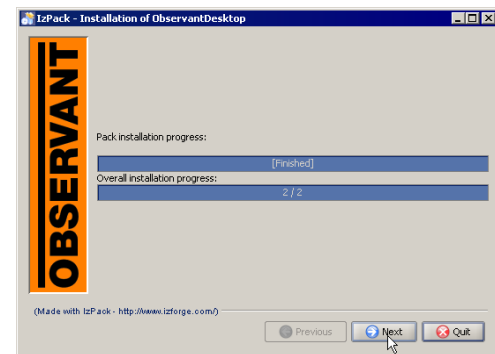 IzPack - Installation of ObservantDesktop
OBSERVANT
Pack installation progress:
[Finished]
Overall installation progress:
2 / 2
(Made with IzPack - http://www.izforge.com/)
Previous
Next
Quit